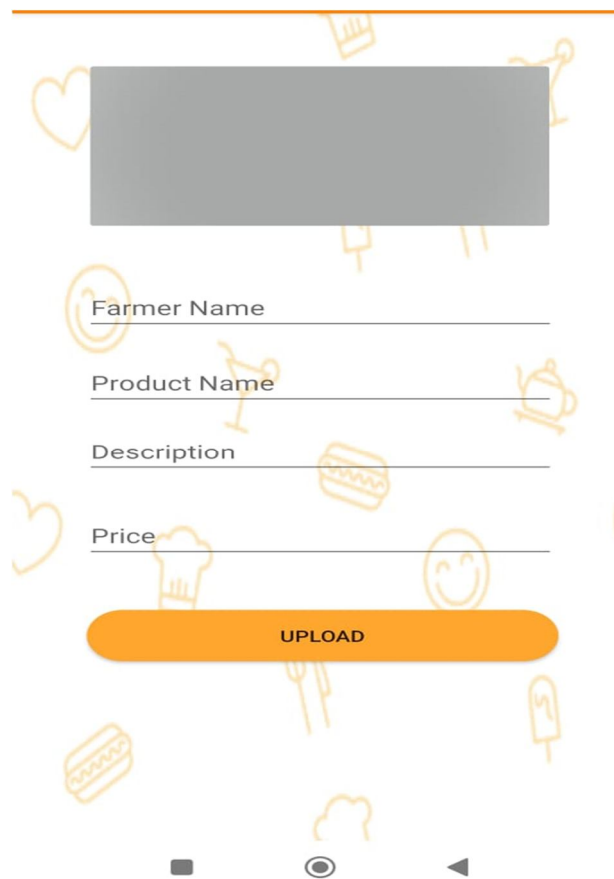 Farmer Name
Product Name
Description
Price
UPLOAD